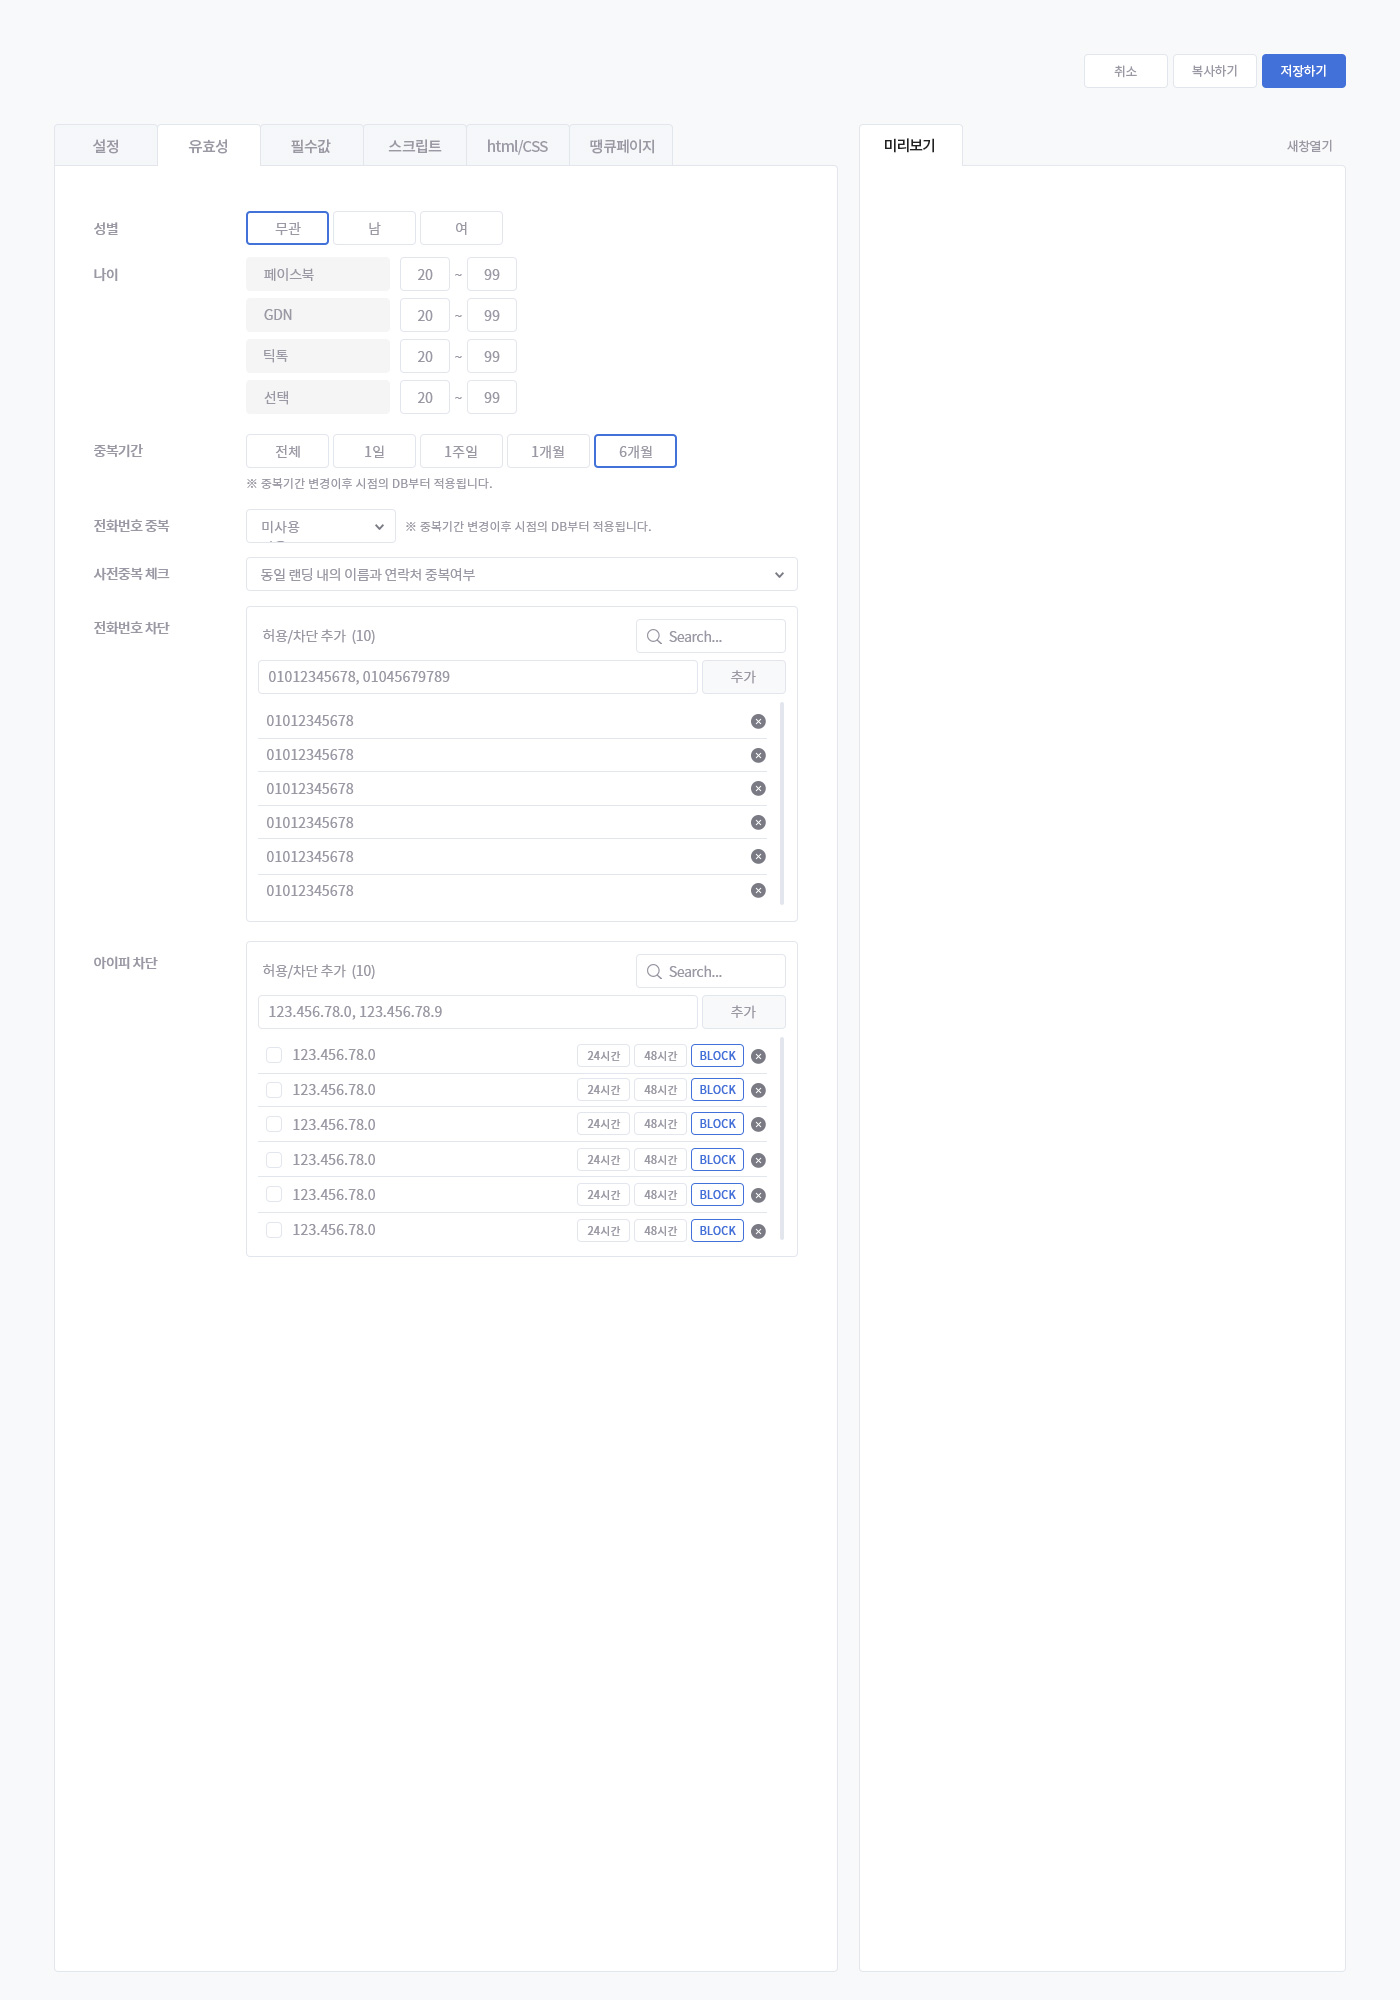 취소 복사하기 저장하기
설정 유효성 필수값 스크립트 html/CSS 땡큐페이지 미리보기 새창열기
성별 무관 남 여
나이 페이스북 20 ~ 99
GDN 20 ~ 99
틱톡 20 ~ 99
선택 20 ~ 99
중복기간 전체 1일 1주일 1개월 6개월
※ 중복기간 변경이후 시점의 DB부터 적용됩니다.
전화번호 중복 미사용 ※ 중복기간 변경이후 시점의 DB부터 적용됩니다.
사전중복 체크 동일 랜딩 내의 이름과 연락처 중복여부
전화번호 차단 허용/차단 추가 (10) Search...
01012345678, 01045679789 추가
01012345678
01012345678
01012345678
01012345678
01012345678
01012345678
아이피 차단 허용/차단 추가 (10) Search...
123.456.78.0, 123.456.78.9 추가
123.456.78.0 24시간 48시간 BLOCK
123.456.78.0 24시간 48시간 BLOCK
123.456.78.0 24시간 48시간 BLOCK
123.456.78.0 24시간 48시간 BLOCK
123.456.78.0 24시간 48시간 BLOCK
123.456.78.0 24시간 48시간 BLOCK